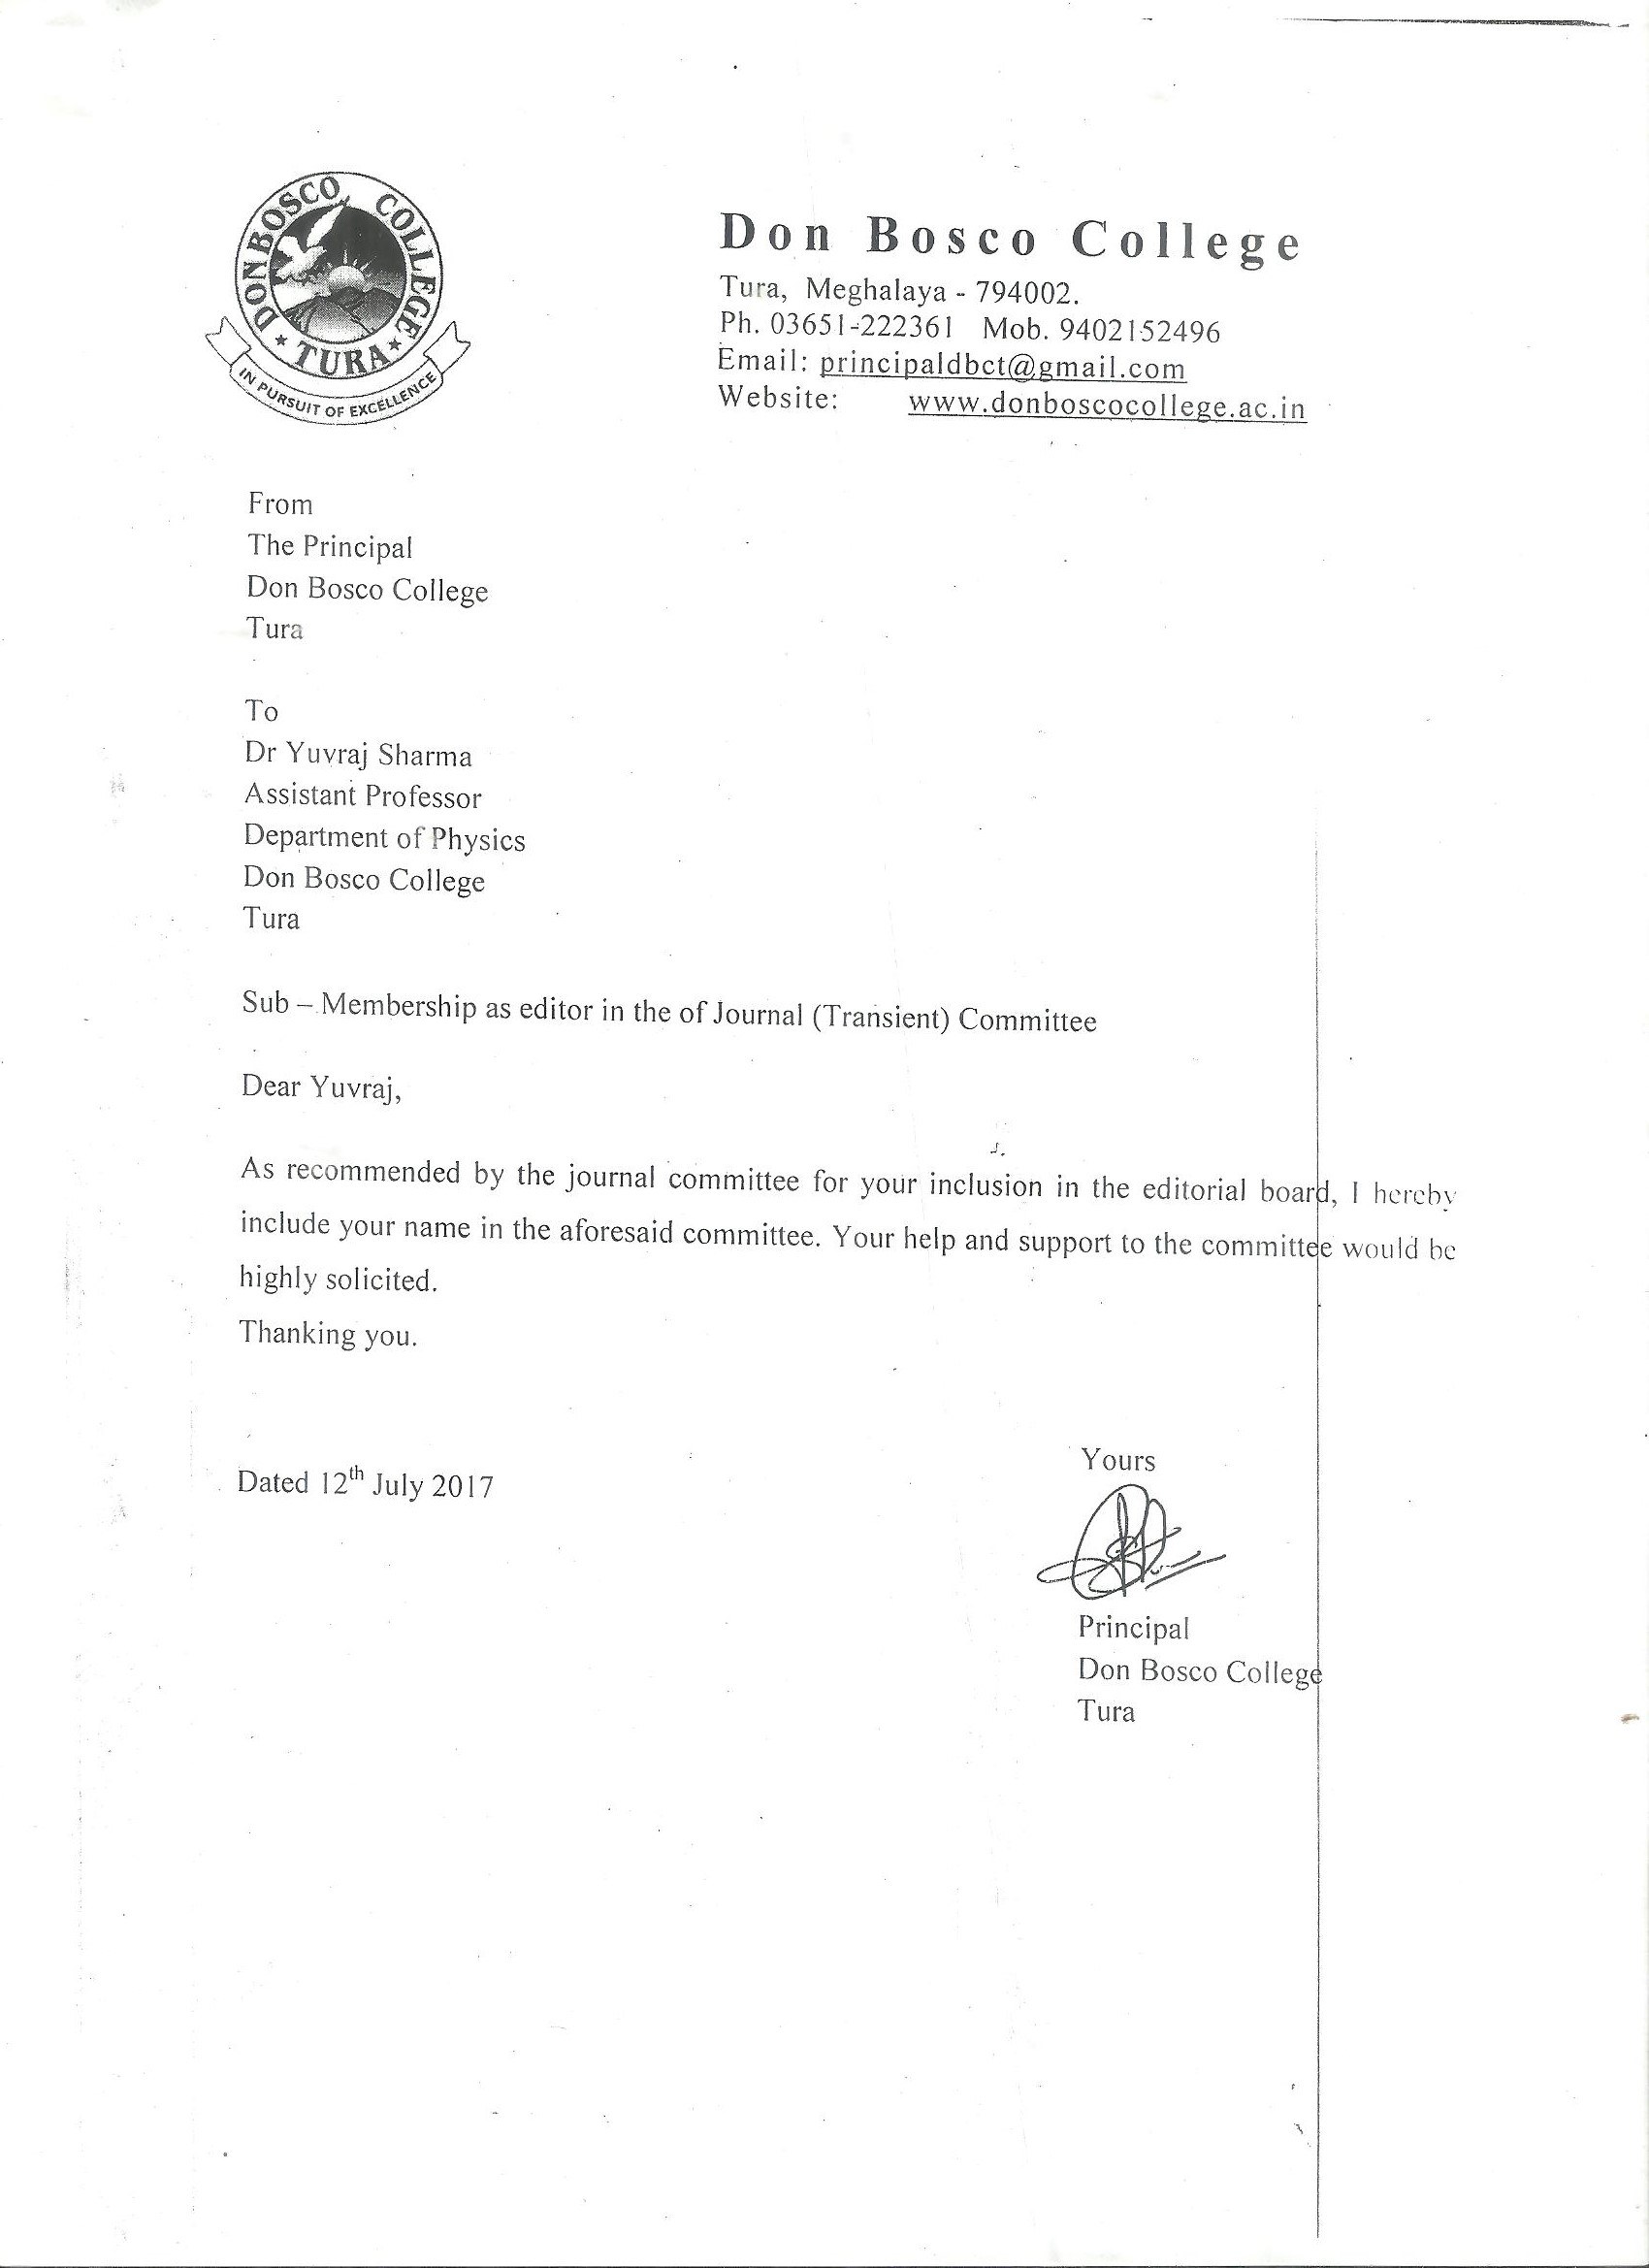 DON BOSCO COLLEGE
TURA
IN PURSUIT OF EXCELLENCE
Don Bosco College
Tura, Meghalaya - 794002.
Ph. 03651-222361 Mob. 9402152496
Email: principaldbct@gmail.com
Website: www.donboscocollege.ac.in
From
The Principal
Don Bosco College
Tura
To
Dr Yuvraj Sharma
Assistant Professor
Department of Physics
Don Bosco College
Tura
Sub – Membership as editor in the of Journal (Transient) Committee
Dear Yuvraj,
As recommended by the journal committee for your inclusion in the editorial board, I hereby
include your name in the aforesaid committee. Your help and support to the committee would be
highly solicited.
Thanking you.
Dated 12th July 2017
Yours
Principal
Don Bosco College
Tura